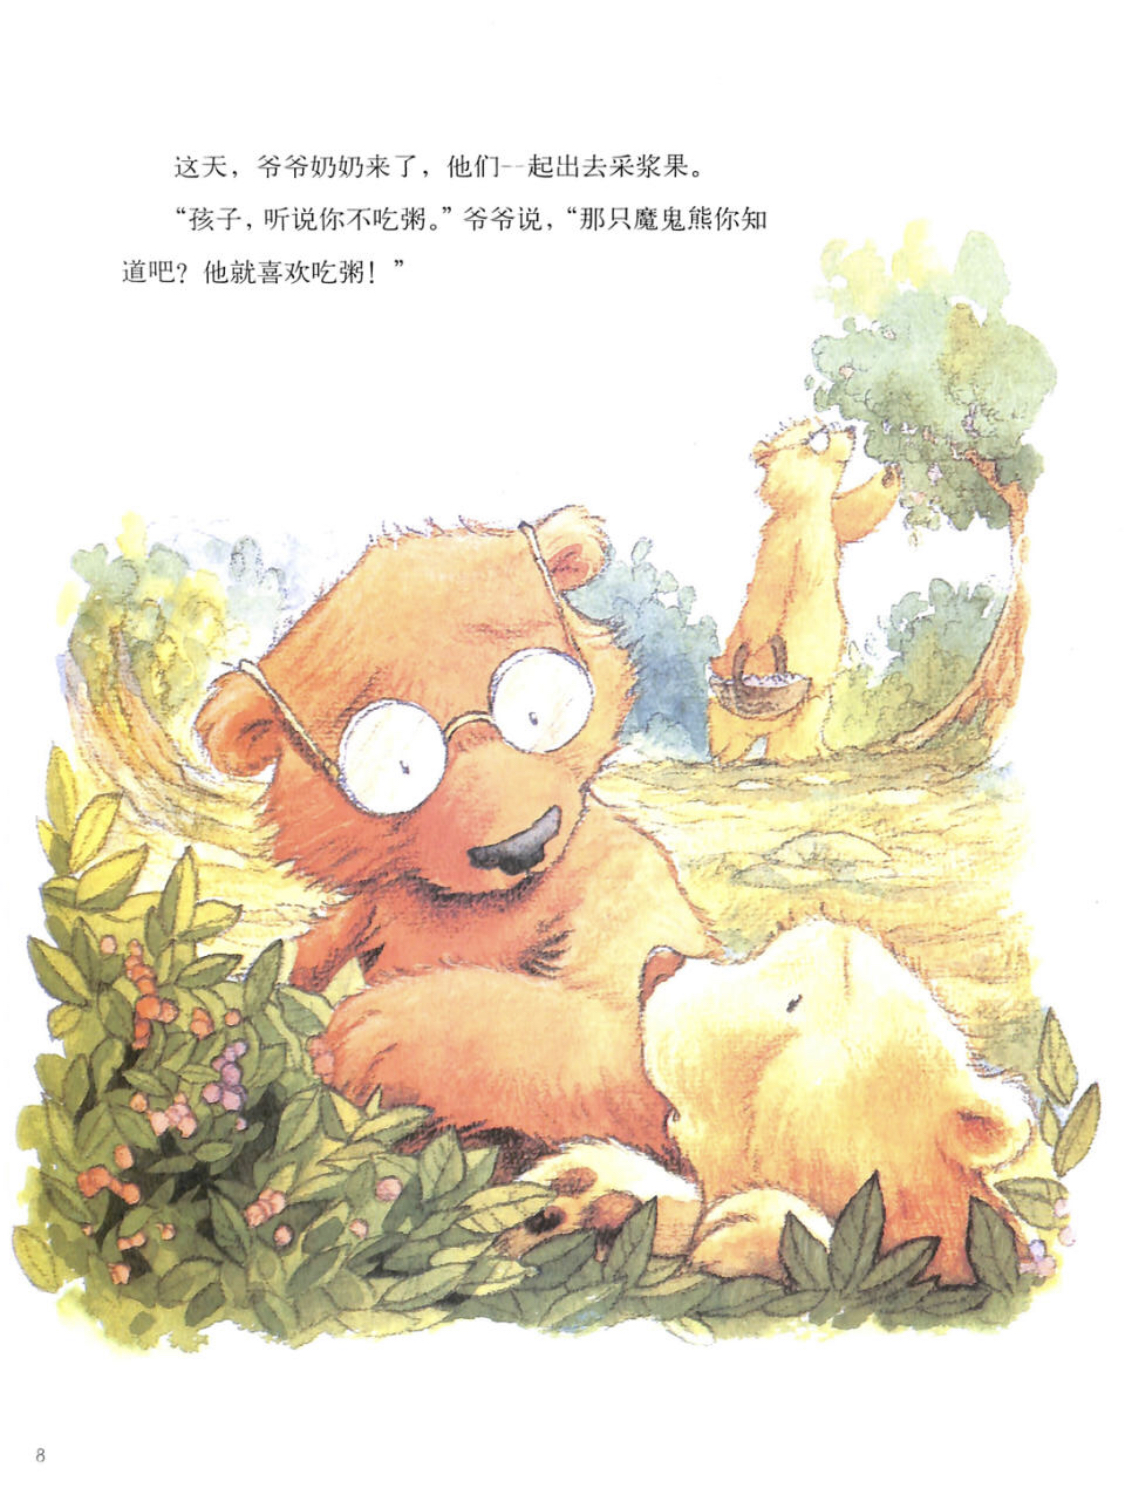 这天，爷爷奶奶来了，他们一起出去采浆果。
“孩子，听说你不吃粥。”爷爷说，“那只魔鬼熊你知
道吧？他就喜欢吃粥！”
8